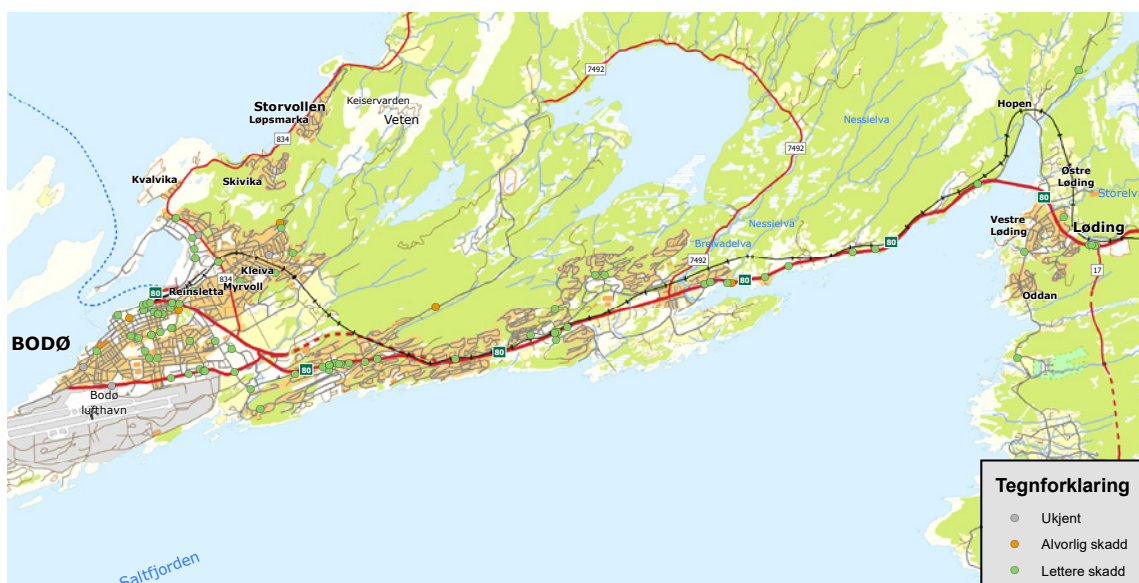 7492
Keiservarden
Storvollen
Veten
Løpsmarka
Hopen
Nessielva
834
7492
Kvalvika
Skivika
Østre
Løding
Storelva
80
Vestre
Løding
Løding
Nessielva
Breivadelva
80
Kleiva
7492
17
834
Reinsletta
Myrvoll
80
80
Oddan
BODØ
80
80
Bodø
lufthavn
Tegnforklaring
Ukjent
Alvorlig skadd
Lettere skadd
Saltfjorden